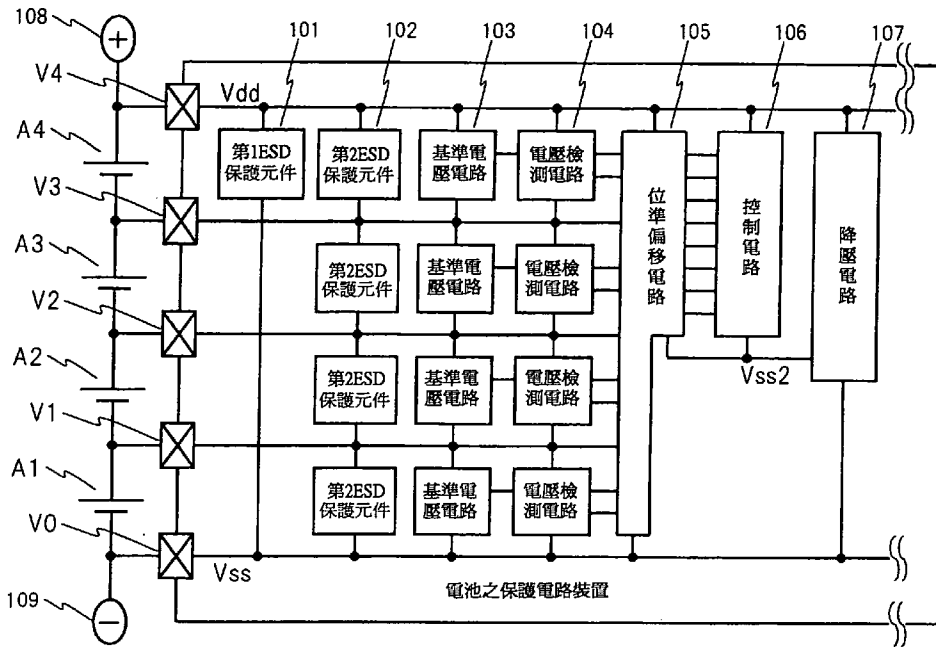 108
101
102
103
104
105
106
107
V4
Vdd
A4
第1ESD
保護元件
第2ESD
保護元件
基準電
壓電路
電壓檢
測電路
位準偏移電路
控制電路
降壓電路
V3
A3
第2ESD
保護元件
基準電
壓電路
電壓檢
測電路
V2
A2
Vss2
第2ESD
保護元件
基準電
壓電路
電壓檢
測電路
V1
A1
第2ESD
保護元件
基準電
壓電路
電壓檢
測電路
V0
Vss
電池之保護電路裝置
109